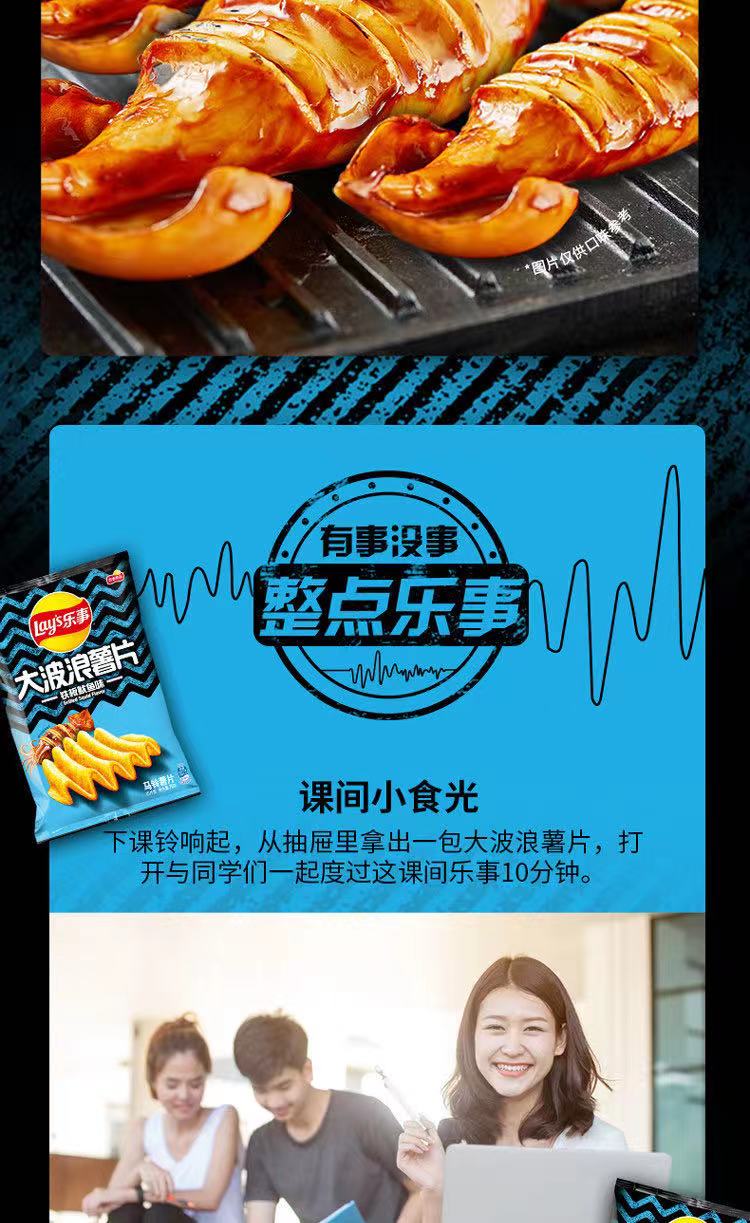 *图片仅供口味参考
有事没事
整点乐事
Lay's乐事
大波浪薯片
铁板鱿鱼味
Grilled Squid Flavor
马铃薯片
课间小食光
下课铃响起，从抽屉里拿出一包大波浪薯片，打
开与同学们一起度过这课间乐事10分钟。